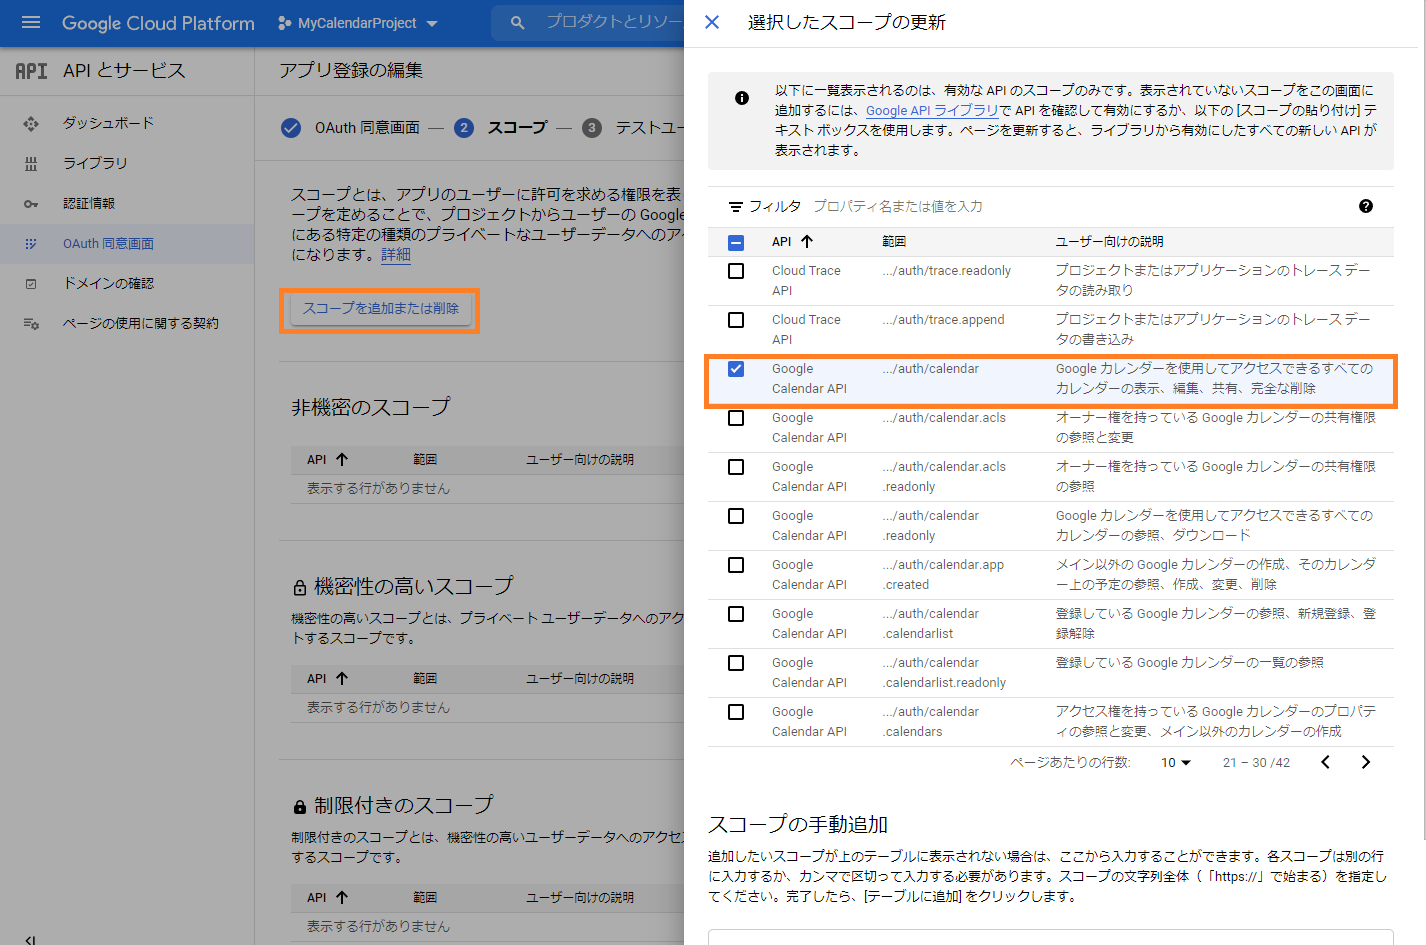 Google Cloud Platform
MyCalendarProject
プロダクトとリソー
API
API とサービス
ダッシュボード
ライブラリ
認証情報
OAuth 同意画面
ドメインの確認
ページの使用に関する契約
アプリ登録の編集
OAuth 同意画面 — 2 スコープ — 3 テストユー
スコープとは、アプリのユーザーに許可を求める権限を表
ープを定めることで、プロジェクトからユーザーの Google
にある特定の種類のプライベートなユーザーデータへのア
になります。詳細
スコープを追加または削除
非機密のスコープ
API 範囲 ユーザー向けの説明
表示する行がありません
機密性の高いスコープ
機密性の高いスコープとは、プライベート ユーザーデータへのアク
トするスコープです。
API 範囲 ユーザー向けの説明
表示する行がありません
制限付きのスコープ
制限付きのスコープとは、機密性の高いユーザーデータへのアクセ
するスコープです。
API 範囲 ユーザー向けの説明
表示する行がありません
選択したスコープの更新
以下に一覧表示されるのは、有効な API のスコープのみです。表示されていないスコープをこの画面に
追加するには、Google API ライブラリで API を確認して有効にするか、以下の [スコープの貼り付け] テ
キスト ボックスを使用します。ページを更新すると、ライブラリから有効にしたすべての新しい API が
表示されます。
フィルタ プロパティ名または値を入力
API 範囲 ユーザー向けの説明
Cloud Trace .../auth/trace.readonly プロジェクトまたはアプリケーションのトレース デー
API タの読み取り
Cloud Trace .../auth/trace.append プロジェクトまたはアプリケーションのトレース デー
API タの書き込み
Google .../auth/calendar Google カレンダーを使用してアクセスできるすべての
Calendar API カレンダーの表示、編集、共有、完全な削除
Google .../auth/calendar.acls オーナー権を持っている Google カレンダーの共有権限
Calendar API の参照と変更
Google .../auth/calendar.acls オーナー権を持っている Google カレンダーの共有権限
Calendar API .readonly の参照
Google .../auth/calendar Google カレンダーを使用してアクセスできるすべての
Calendar API .readonly カレンダーの参照、ダウンロード
Google .../auth/calendar.app メイン以外の Google カレンダーの作成、そのカレンダ
Calendar API .created ー上の予定の参照、作成、変更、削除
Google .../auth/calendar 登録している Google カレンダーの参照、新規登録、登
Calendar API .calendarlist 録解除
Google .../auth/calendar 登録している Google カレンダーの一覧の参照
Calendar API .calendarlist.readonly
Google .../auth/calendar アクセス権を持っている Google カレンダーのプロパテ
Calendar API .calendars ィの参照と変更、メイン以外のカレンダーの作成
ページあたりの行数: 10 21 – 30 /42
スコープの手動追加
追加したいスコープが上のテーブルに表示されない場合は、ここから入力することができます。各スコープは別の行
に入力するか、カンマで区切って入力する必要があります。スコープの文字列全体（「https://」で始まる）を指定し
てください。完了したら、[テーブルに追加] をクリックします。